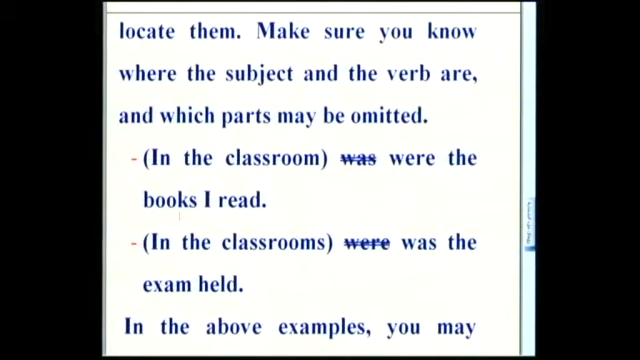 locate them. Make sure you know
where the subject and the verb are,
and which parts may be omitted.
- (In the classroom) was were the
books I read.
- (In the classrooms) were was the
exam held.
In the above examples, you may